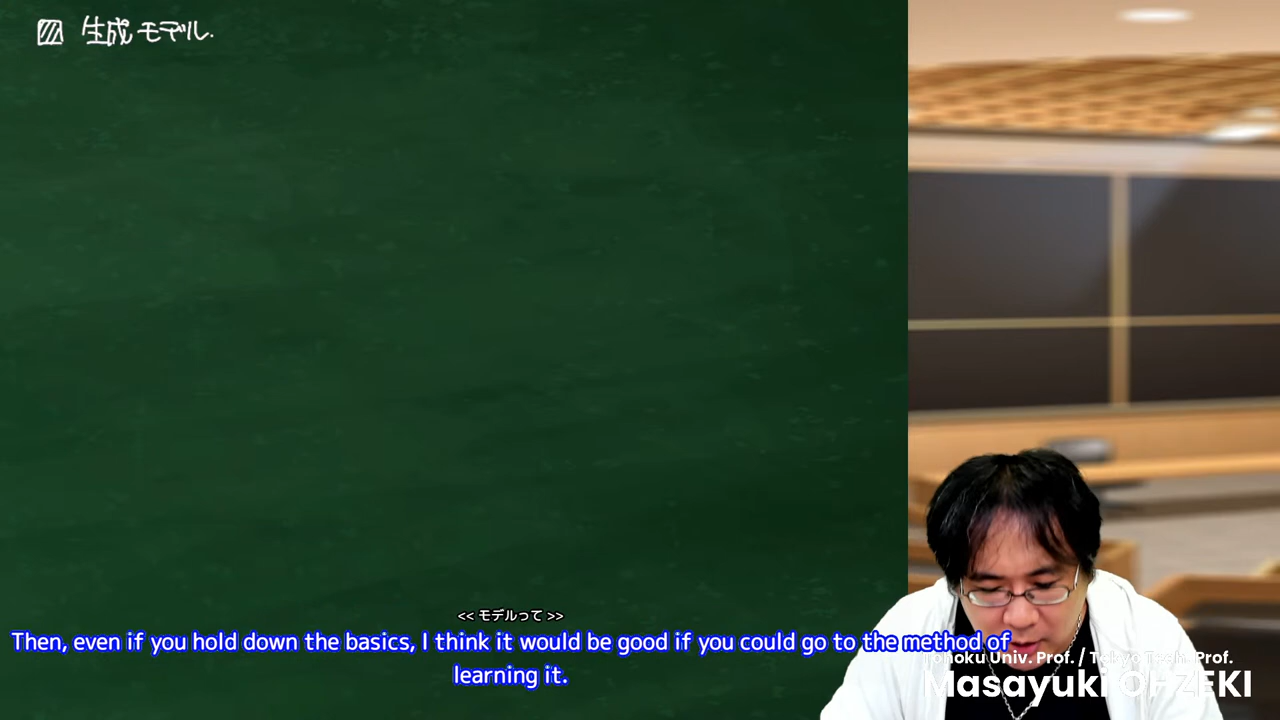 生成モデル.
<< モデルって >>
Then, even if you hold down the basics, I think it would be good if you could go to the method of
learning it.
Tohoku Univ. Prof. / Tokyo Tech. Prof.
Masayuki OHZEKI